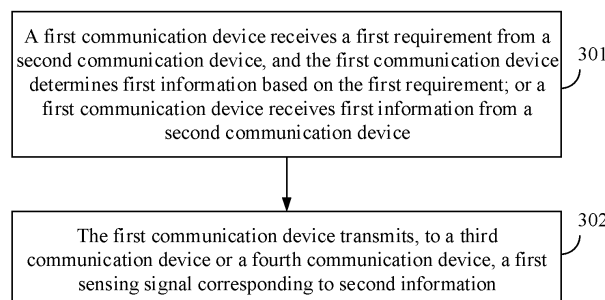 A first communication device receives a first requirement from a
second communication device, and the first communication device
determines first information based on the first requirement; or a
first communication device receives first information from a
second communication device
301
The first communication device transmits, to a third
communication device or a fourth communication device, a first
sensing signal corresponding to second information
302